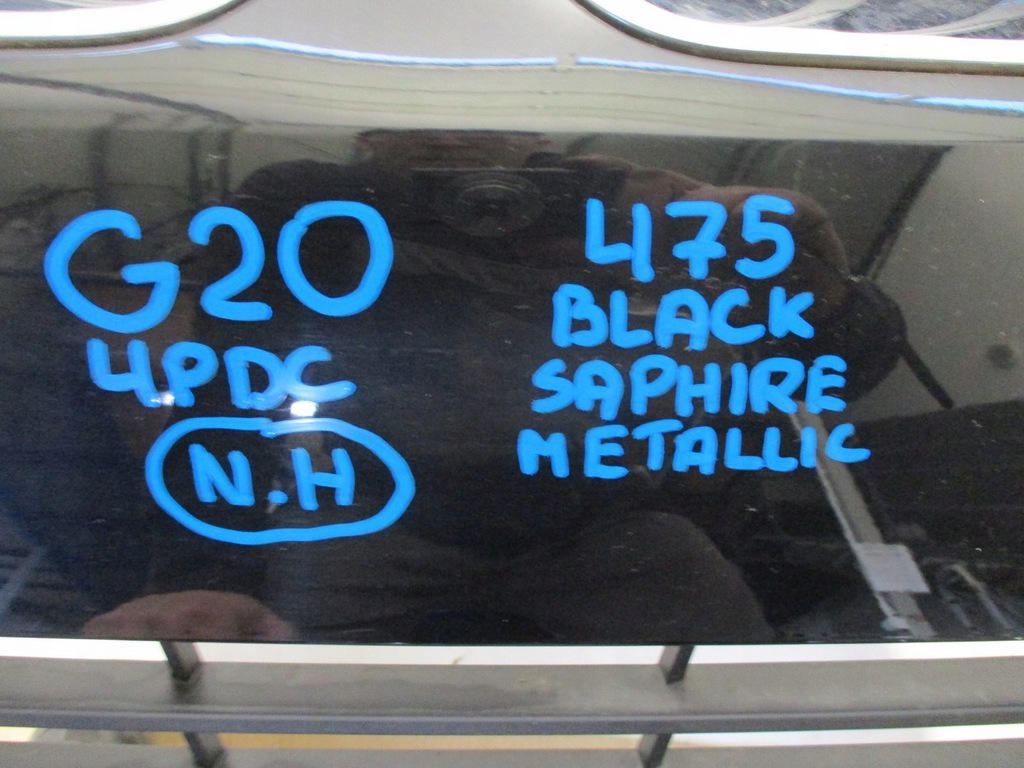 G20
4PDC
N.H
475
BLACK
SAPHIRE
METALLIC